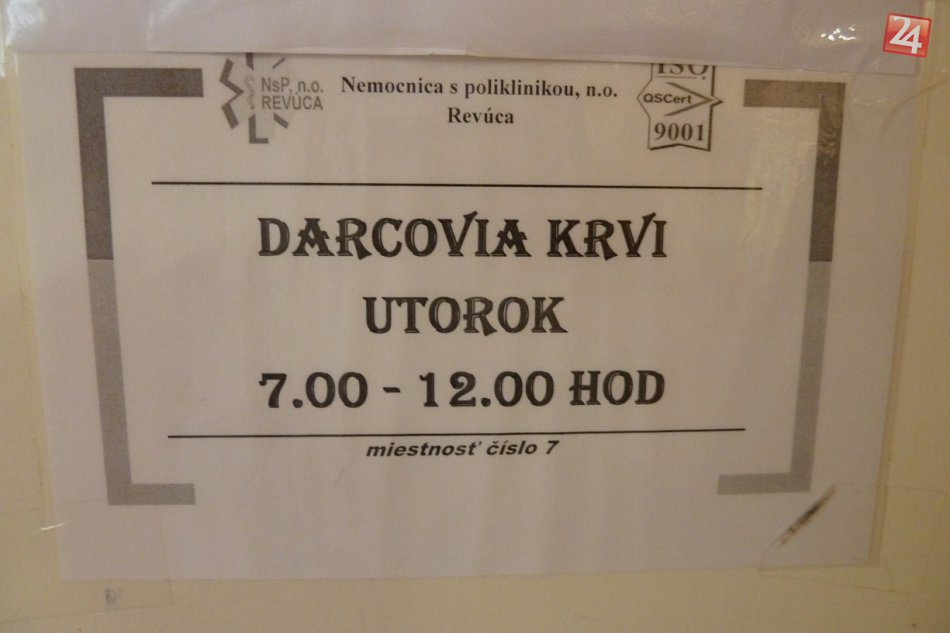 24
NsP, n.o.
REVÚCA
Nemocnica s poliklinikou, n.o.
Revúca
ISO
QSCert
9001
DARCOVIA KRVI
UTOROK
7.00 - 12.00 HOD
miestnosť číslo 7